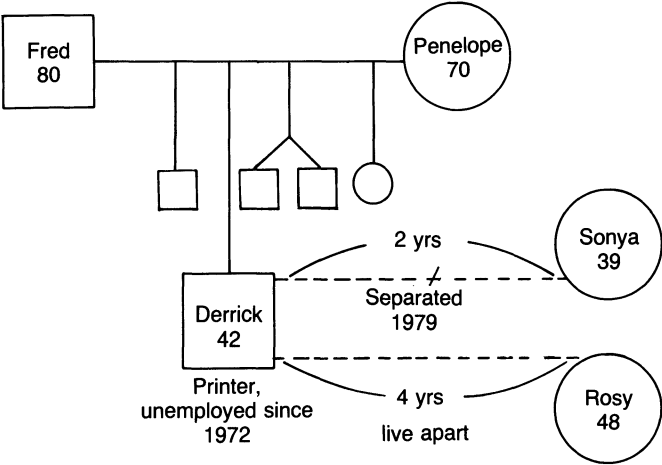 Fred
80
Penelope
70
2 yrs
Sonya
39
Separated
1979
Derrick
42
Printer,
unemployed since
1972
4 yrs
live apart
Rosy
48